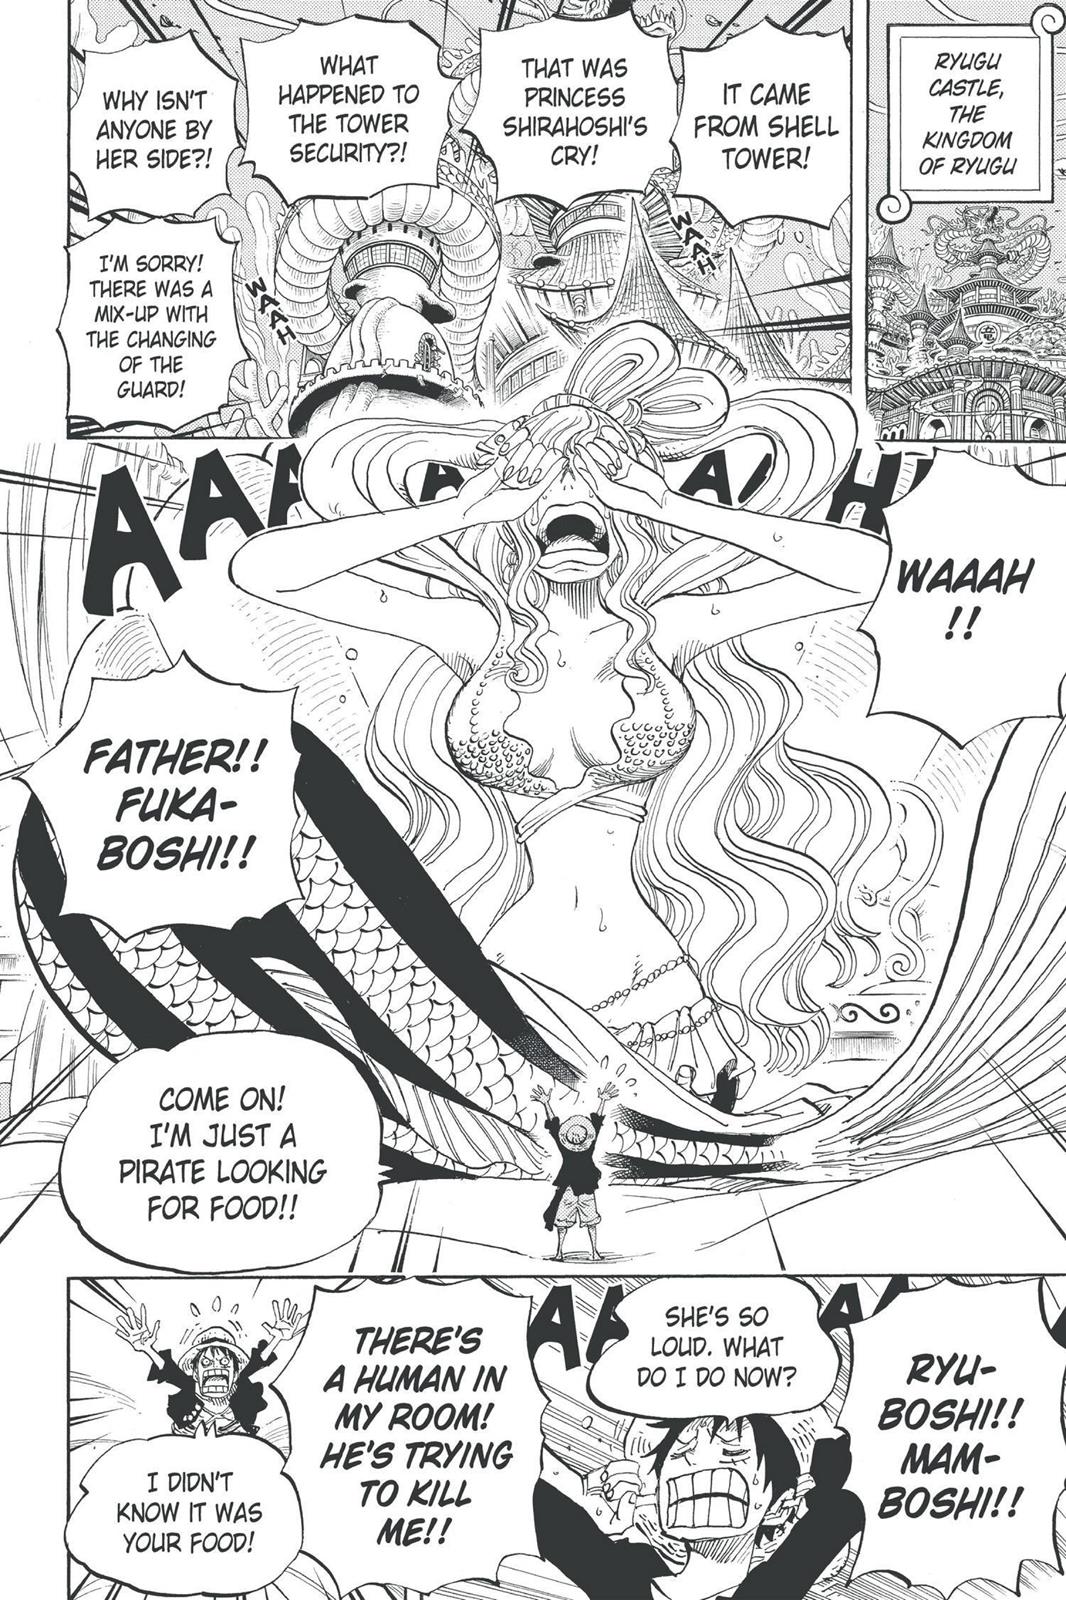 RYUGU
CASTLE,
THE
KINGDOM
OF RYUGU
IT CAME
FROM SHELL
TOWER!
THAT WAS
PRINCESS
SHIRAHOSHI'S
CRY!
WHAT
HAPPENED TO
THE TOWER
SECURITY?!
WHY ISN'T
ANYONE BY
HER SIDE?!
I'M SORRY!
THERE WAS A
MIX-UP WITH
THE CHANGING
OF THE
GUARD!
WAAH
WAAH
WAAAH
!!
AAAAAAH
FATHER!!
FUKA-
BOSHI!!
COME ON!
I'M JUST A
PIRATE LOOKING
FOR FOOD!!
RYU-
BOSHI!!
MAM-
BOSHI!!
SHE'S SO
LOUD. WHAT
DO I DO NOW?
AAAA
THERE'S
A HUMAN IN
MY ROOM!
HE'S TRYING
TO KILL
ME!!
I DIDN'T
KNOW IT WAS
YOUR FOOD!